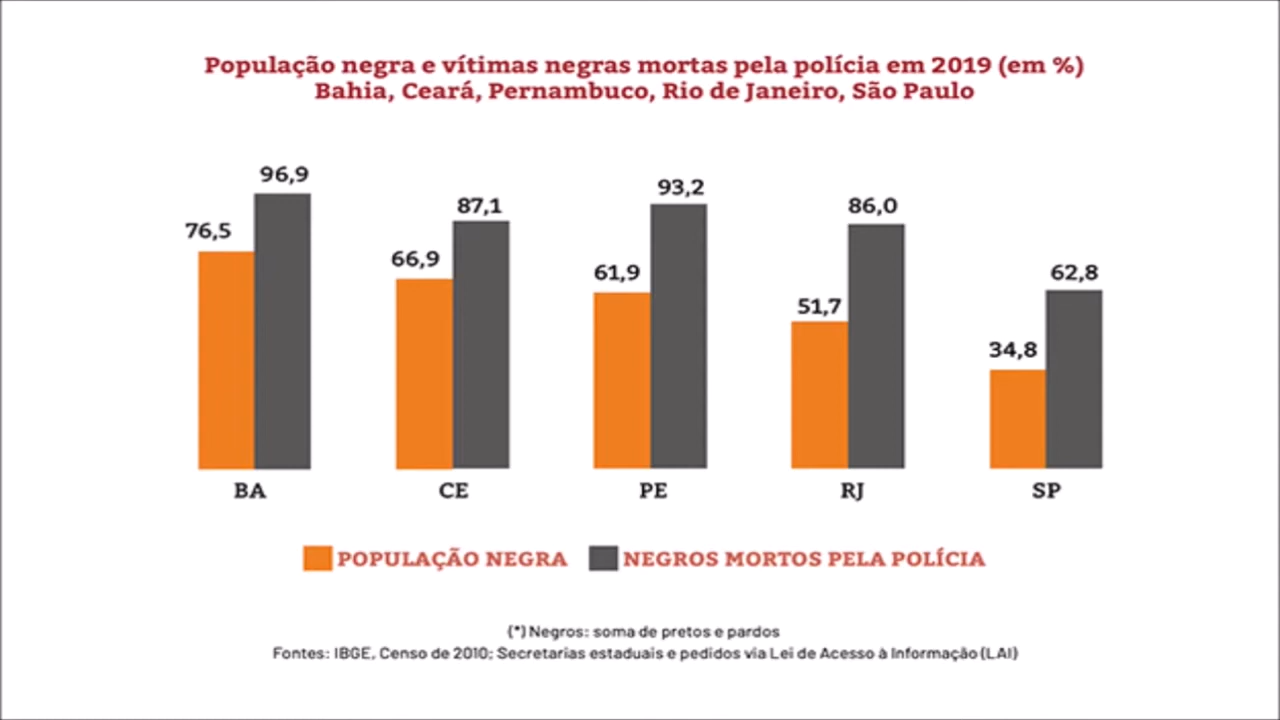 População negra e vítimas negras mortas pela polícia em 2019 (em %)
Bahia, Ceará, Pernambuco, Rio de Janeiro, São Paulo
76,5 96,9
66,9 87,1
61,9 93,2
51,7 86,0
34,8 62,8
BA CE PE RJ SP
POPULAÇÃO NEGRA NEGROS MORTOS PELA POLÍCIA
(*) Negros: soma de pretos e pardos
Fontes: IBGE, Censo de 2010; Secretarias estaduais e pedidos via Lei de Acesso à Informação (LAI)